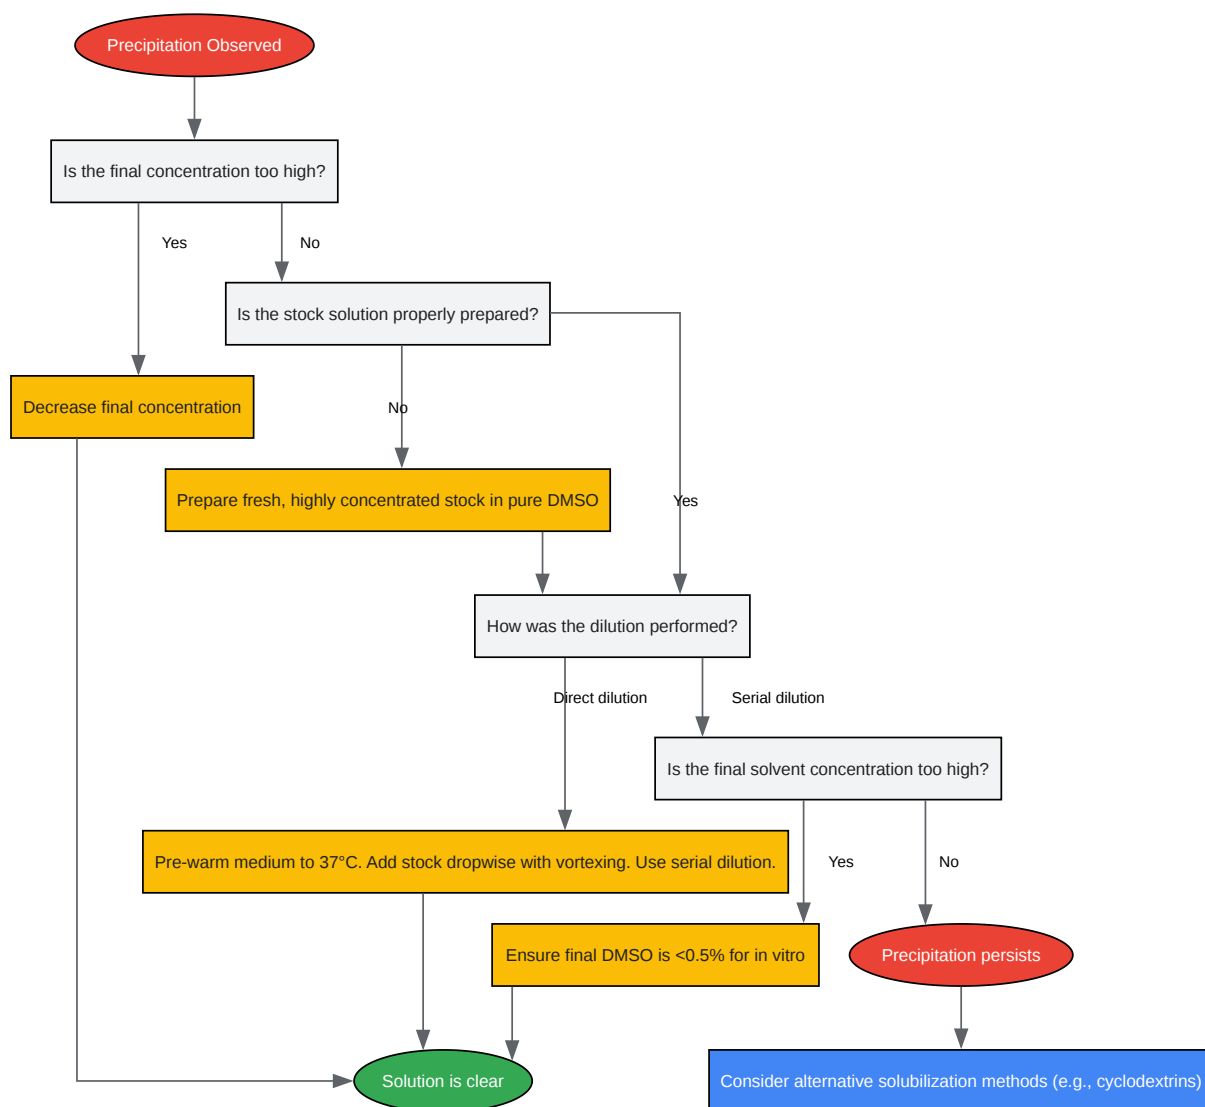 Precipitation Observed
Is the final concentration too high?
Yes
No
Is the stock solution properly prepared?
Decrease final concentration
No
Prepare fresh, highly concentrated stock in pure DMSO
Yes
How was the dilution performed?
Direct dilution
Serial dilution
Is the final solvent concentration too high?
Pre-warm medium to 37°C. Add stock dropwise with vortexing. Use serial dilution.
Yes
No
Ensure final DMSO is <0.5% for in vitro
Precipitation persists
Solution is clear
Consider alternative solubilization methods (e.g., cyclodextrins)